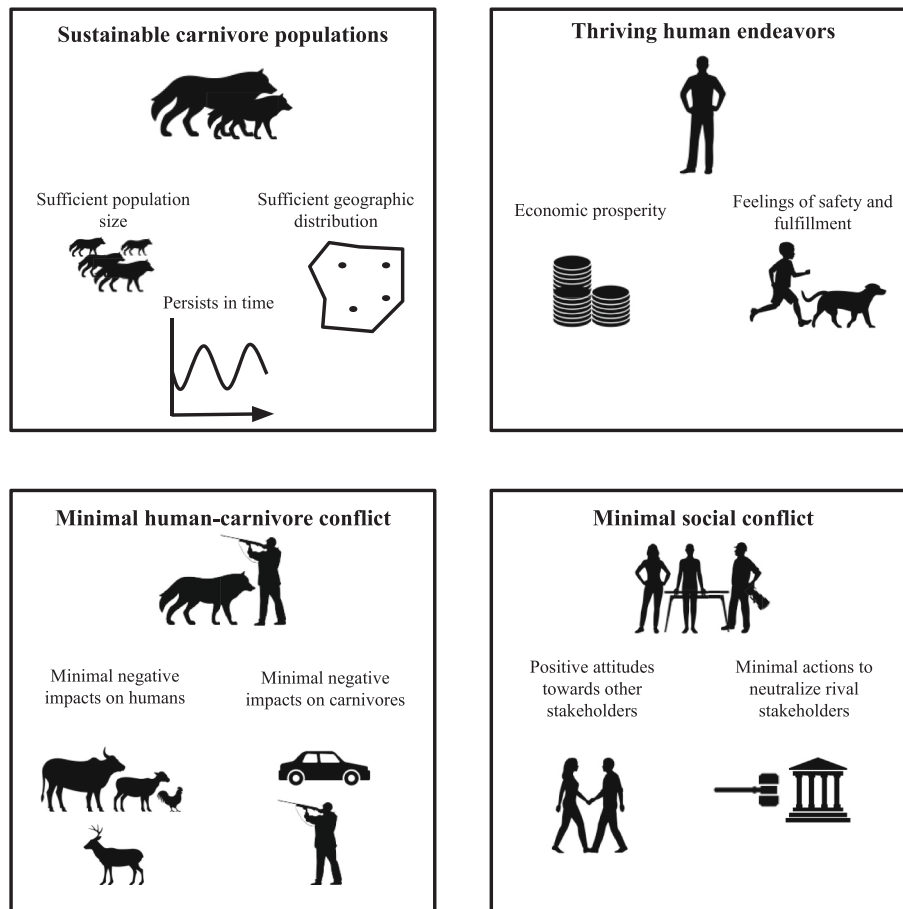 Sustainable carnivore populations
Sufficient population
size
Sufficient geographic
distribution
Persists in time
Thriving human endeavors
Economic prosperity
Feelings of safety and
fulfillment
Minimal human-carnivore conflict
Minimal negative
impacts on humans
Minimal negative
impacts on carnivores
Minimal social conflict
Positive attitudes
towards other
stakeholders
Minimal actions to
neutralize rival
stakeholders